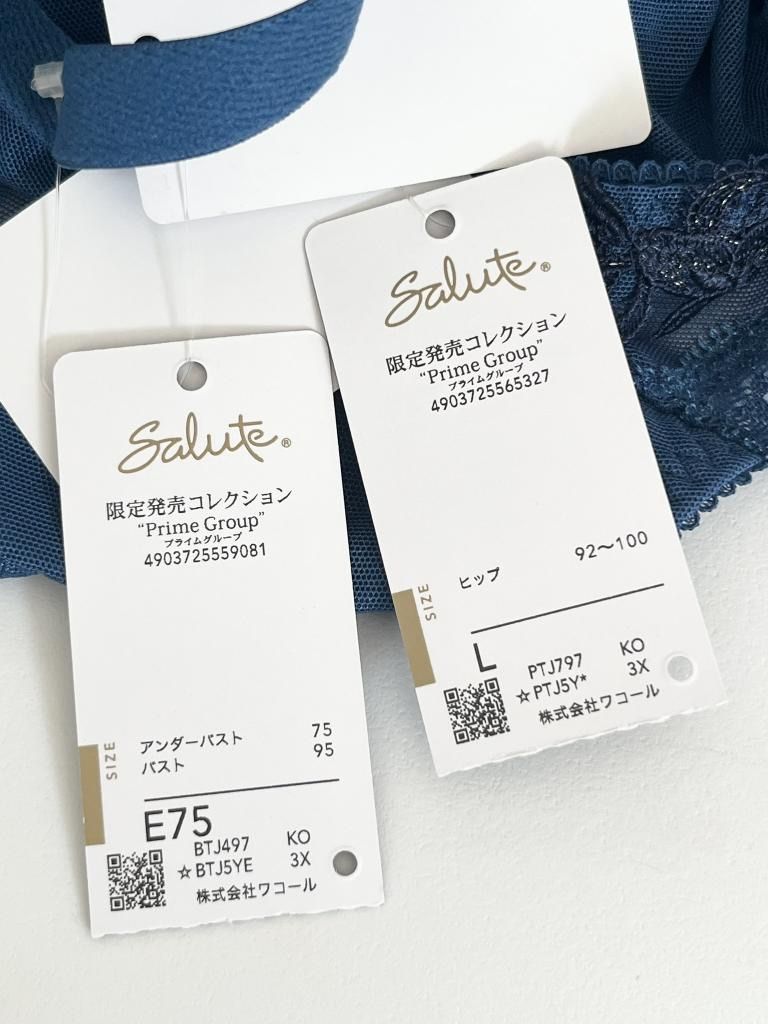 Salute®
限定発売コレクション
“Prime Group”
プライムグループ
4903725559081
SIZE
アンダーバスト 75
バスト 95
E75
BTJ497 KO
☆BTJ5YE 3X
株式会社ワコール
Salute®
限定発売コレクション
“Prime Group”
プライムグループ
4903725565327
SIZE
ヒップ 92〜100
L
PTJ797 KO
☆PTJ5Y* 3X
株式会社ワコール